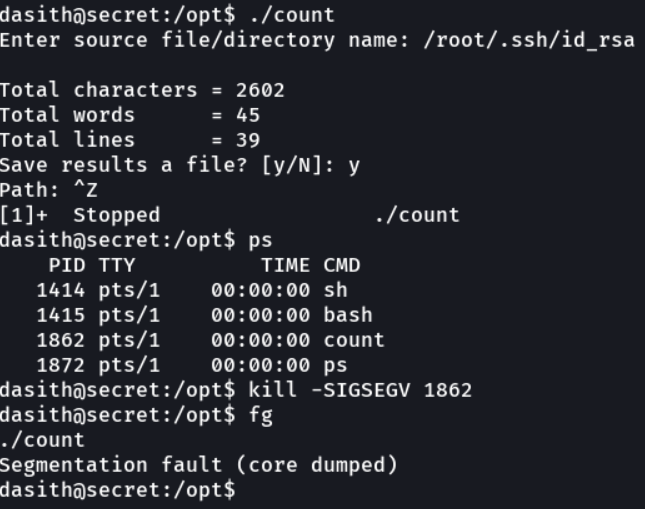 dasith@secret:/opt$ ./count
Enter source file/directory name: /root/.ssh/id_rsa

Total characters = 2602
Total words      = 45
Total lines      = 39
Save results a file? [y/N]: y
Path: ^Z
[1]+  Stopped                 ./count
dasith@secret:/opt$ ps
    PID TTY          TIME CMD
   1414 pts/1    00:00:00 sh
   1415 pts/1    00:00:00 bash
   1862 pts/1    00:00:00 count
   1872 pts/1    00:00:00 ps
dasith@secret:/opt$ kill -SIGSEGV 1862
dasith@secret:/opt$ fg
./count
Segmentation fault (core dumped)
dasith@secret:/opt$